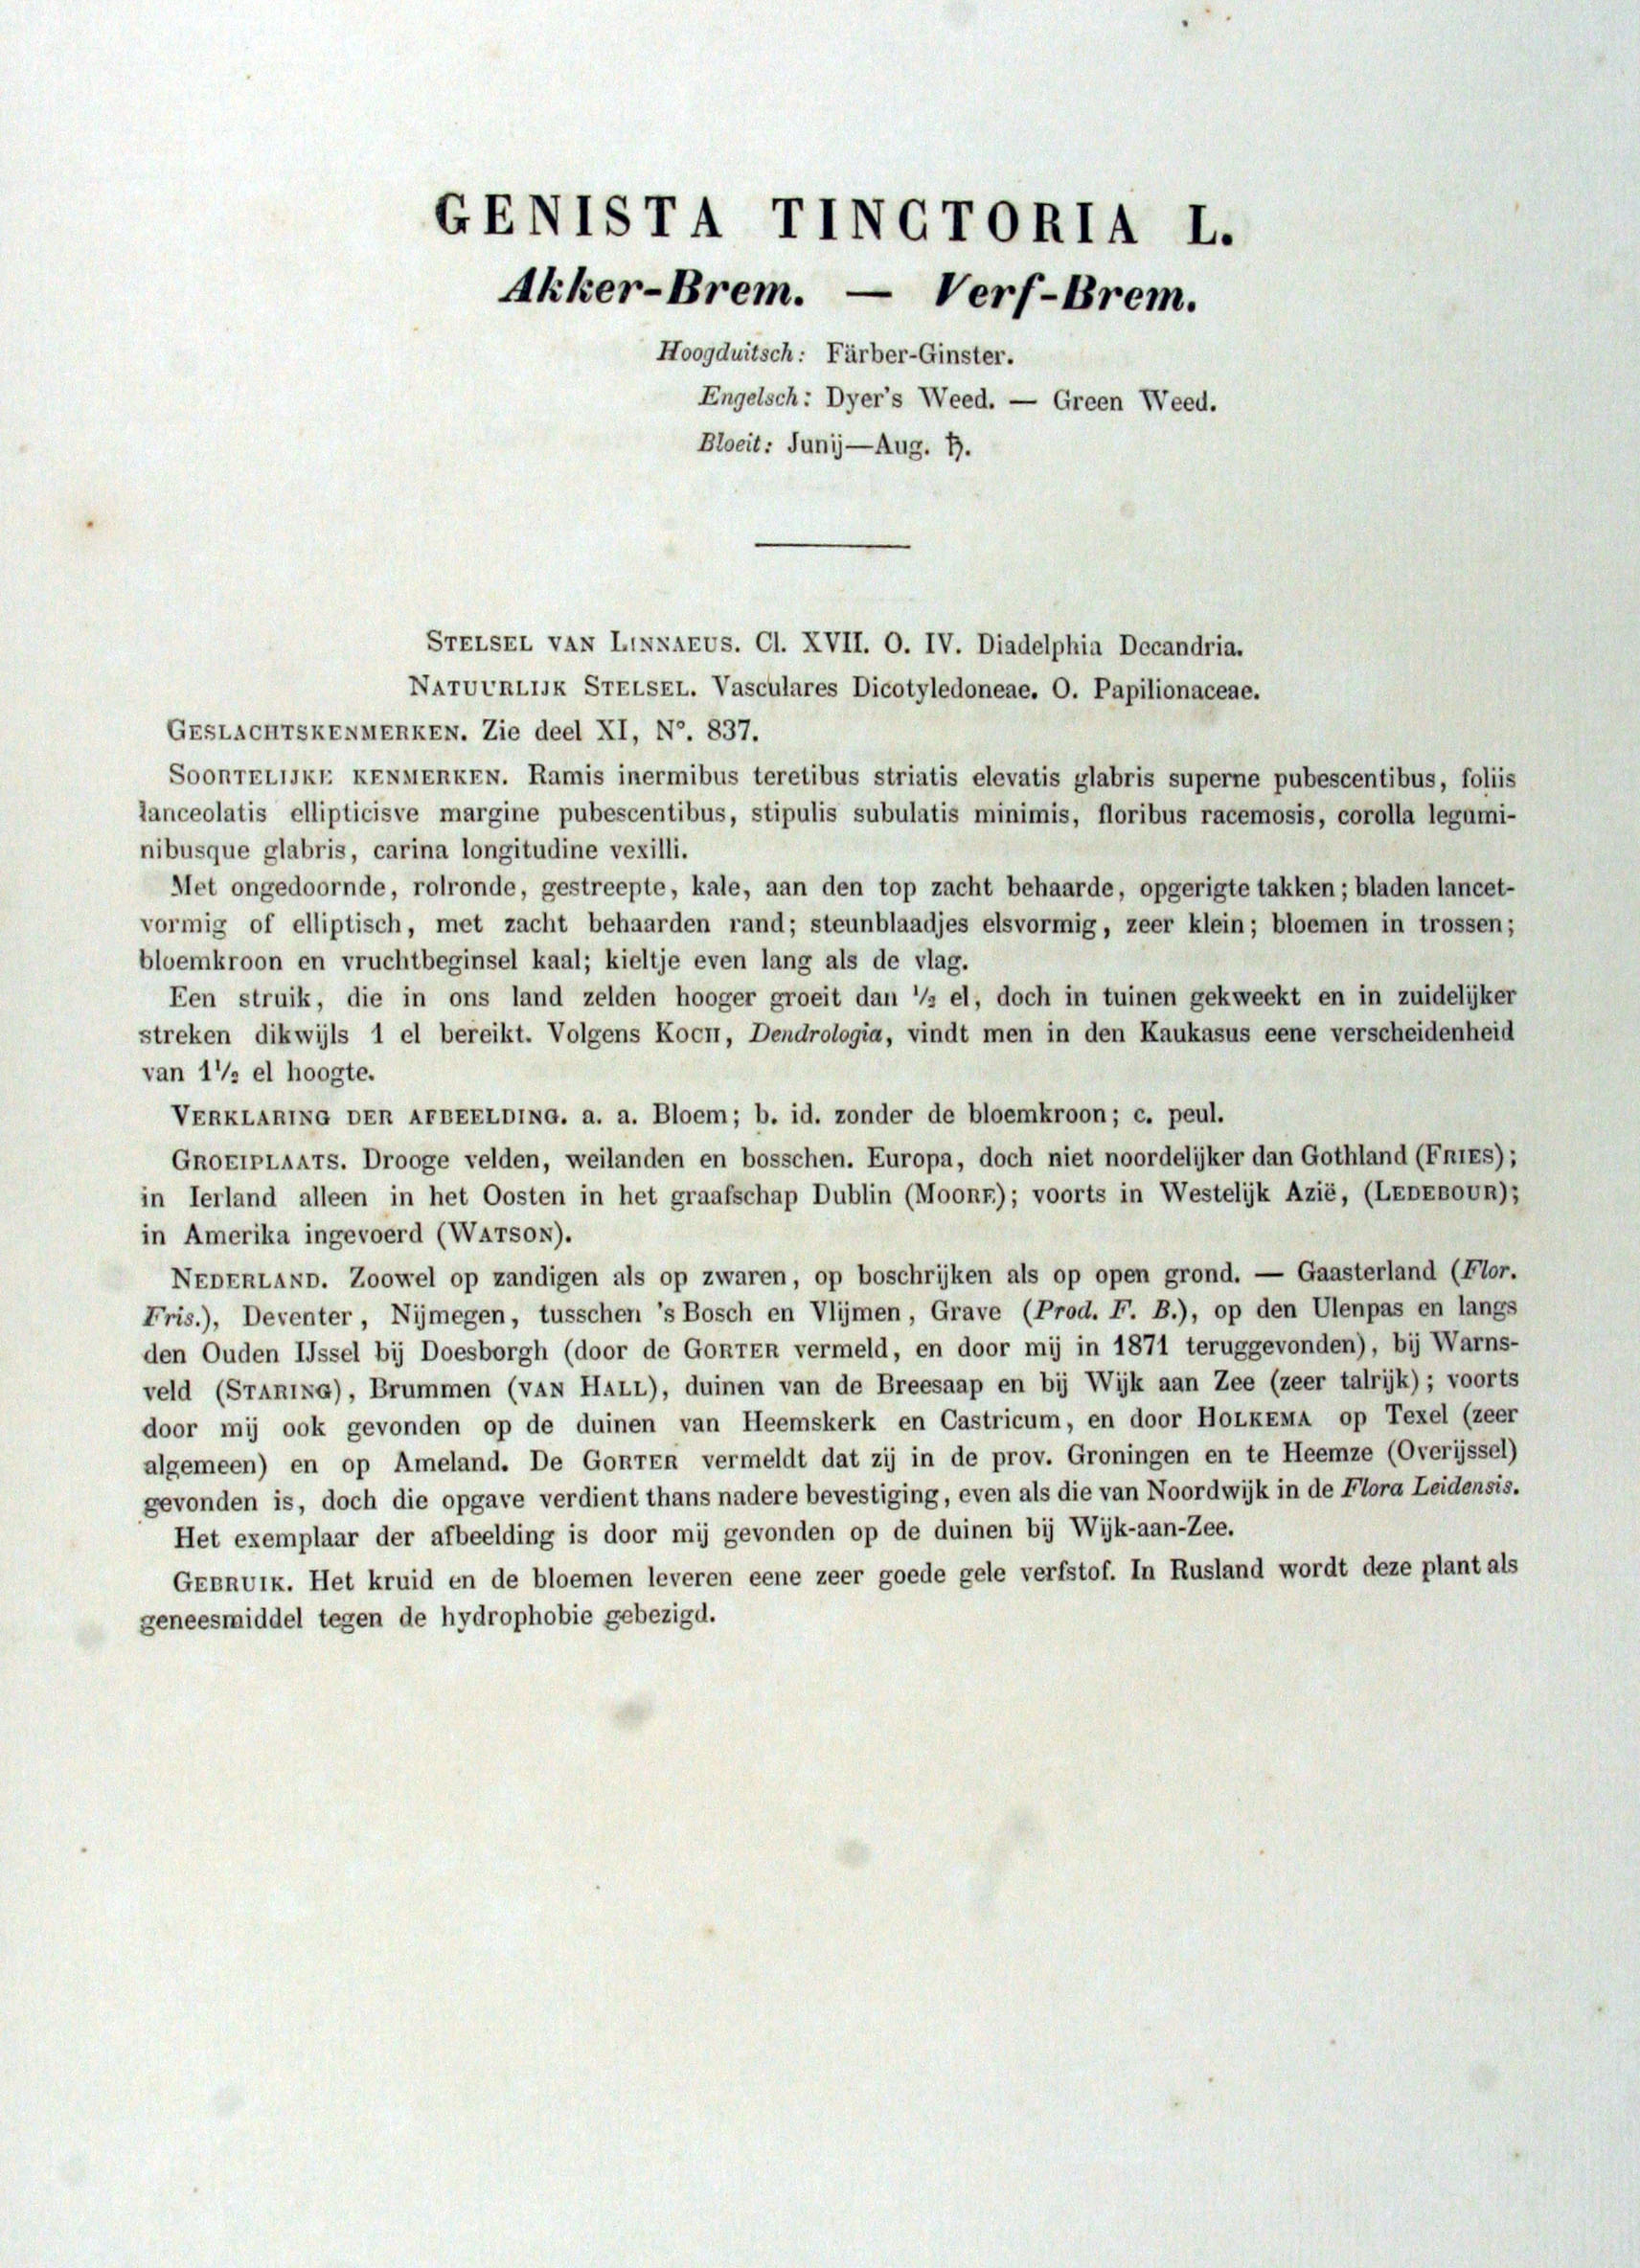 GENISTA TINCTORIA L.
Akker-Brem. — Verf-Brem.
Hoogduitsch: Färber-Ginster.
Engelsch: Dyer's Weed. — Green Weed.
Bloeit: Junij—Aug. ♄.
STELSEL VAN LINNAEUS. Cl. XVII. O. IV. Diadelphia Decandria.
NATUURLIJK STELSEL. Vasculares Dicotyledoneae. O. Papilionaceae.
GESLACHTSKENMERKEN. Zie deel XI, N°. 837.
SOORTELIJKE KENMERKEN. Ramis inermibus teretibus striatis elevatis glabris superne pubescentibus, foliis
lanceolatis ellipticisve margine pubescentibus, stipulis subulatis minimis, floribus racemosis, corolla legumi-
nibusque glabris, carina longitudine vexilli.
Met ongedoornde, rolronde, gestreepte, kale, aan den top zacht behaarde, opgerigte takken; bladen lancet-
vormig of elliptisch, met zacht behaarden rand; steunblaadjes elsvormig, zeer klein; bloemen in trossen;
bloemkroon en vruchtbeginsel kaal; kieltje even lang als de vlag.
Een struik, die in ons land zelden hooger groeit dan ½ el, doch in tuinen gekweekt en in zuidelijker
streken dikwijls 1 el bereikt. Volgens KOCH, Dendrologia, vindt men in den Kaukasus eene verscheidenheid
van 1½ el hoogte.
VERKLARING DER AFBEELDING. a. a. Bloem; b. id. zonder de bloemkroon; c. peul.
GROEIPLAATS. Drooge velden, weilanden en bosschen. Europa, doch niet noordelijker dan Gothland (FRIES);
in Ierland alleen in het Oosten in het graafschap Dublin (MOORE); voorts in Westelijk Azië, (LEDEBOUR);
in Amerika ingevoerd (WATSON).
NEDERLAND. Zoowel op zandigen als op zwaren, op boschrijken als op open grond. — Gaasterland (Flor.
Fris.), Deventer, Nijmegen, tusschen 's Bosch en Vlijmen, Grave (Prod. F. B.), op den Ulenpas en langs
den Ouden IJssel bij Doesborgh (door de GORTER vermeld, en door mij in 1871 teruggevonden), bij Warns-
veld (STARING), Brummen (VAN HALL), duinen van de Breesaap en bij Wijk aan Zee (zeer talrijk); voorts
door mij ook gevonden op de duinen van Heemskerk en Castricum, en door HOLKEMA op Texel (zeer
algemeen) en op Ameland. De GORTER vermeldt dat zij in de prov. Groningen en te Heemze (Overijssel)
gevonden is, doch die opgave verdient thans nadere bevestiging, even als die van Noordwijk in de Flora Leidensis.
Het exemplaar der afbeelding is door mij gevonden op de duinen bij Wijk-aan-Zee.
GEBRUIK. Het kruid en de bloemen leveren eene zeer goede gele verfstof. In Rusland wordt deze plant als
geneesmiddel tegen de hydrophobie gebezigd.